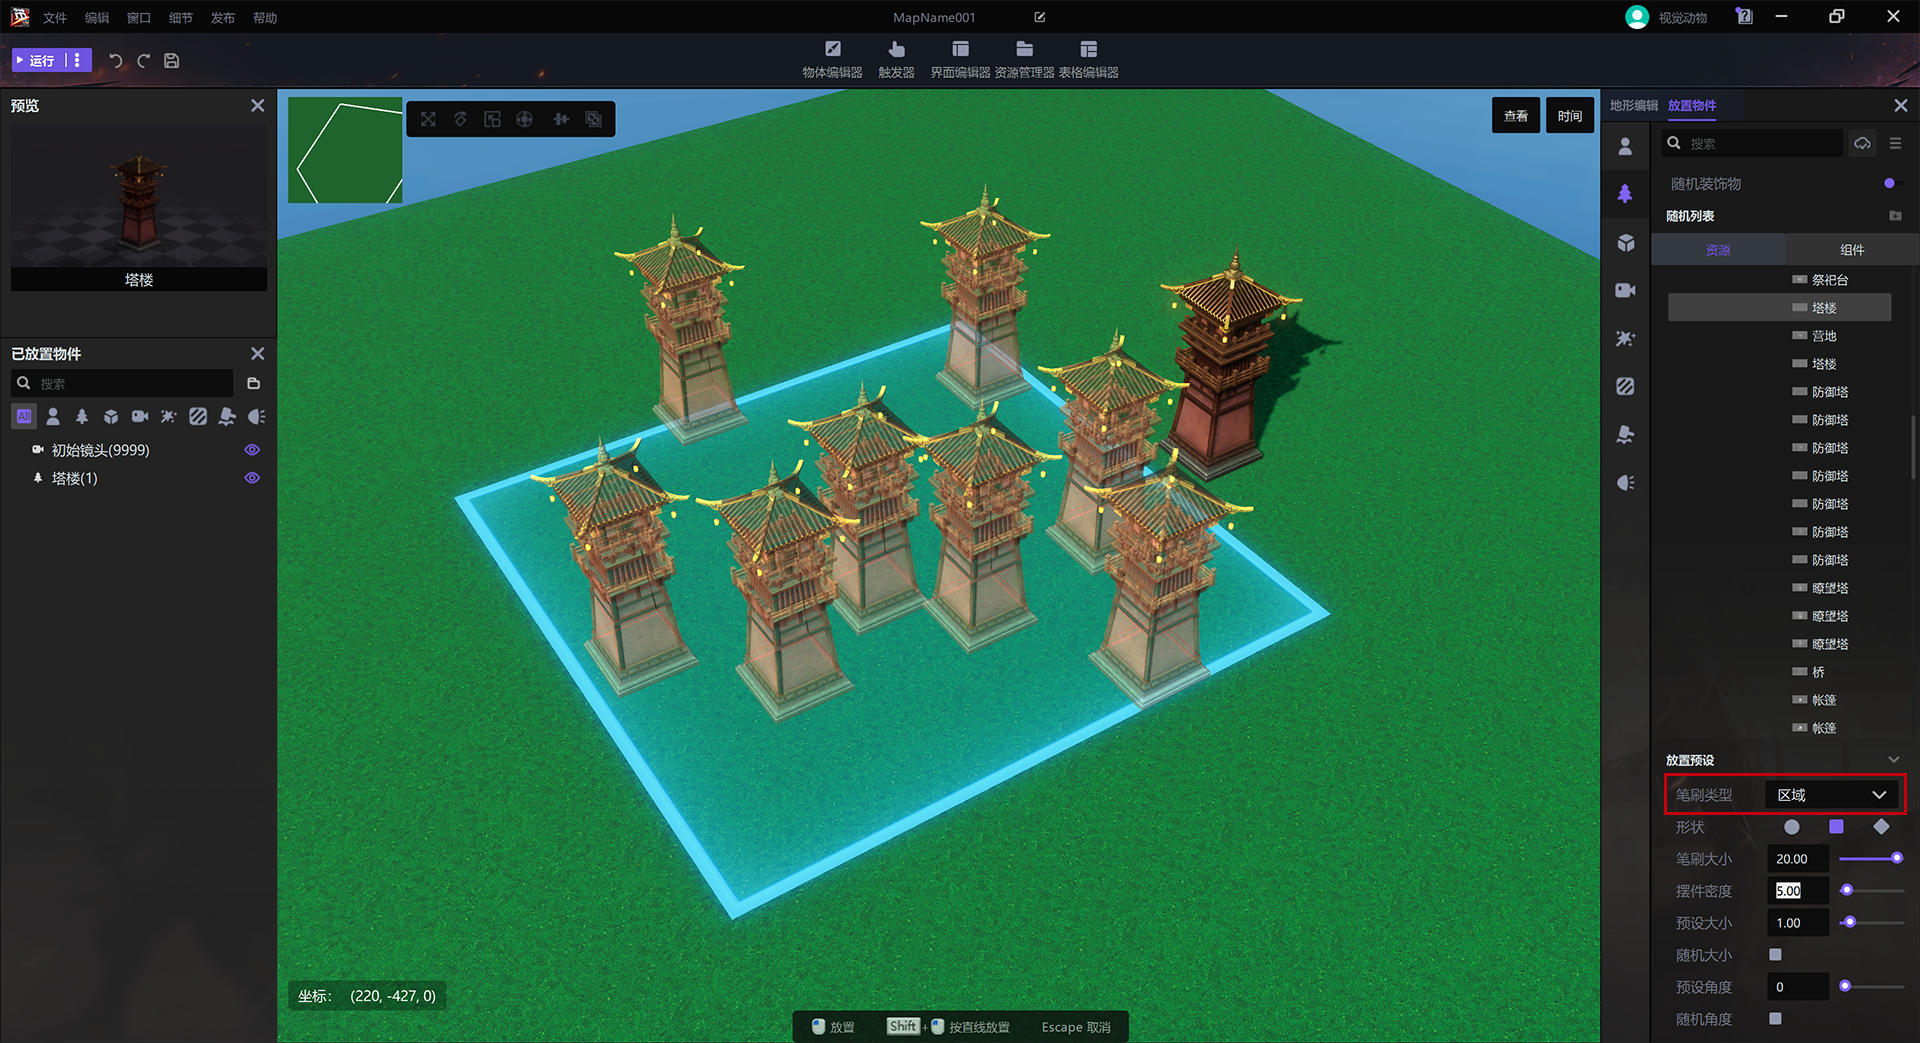 文件 编辑 窗口 细节 发布 帮助
MapName001
视觉动物
运行
物体编辑器 触发器 界面编辑器 资源管理器 表格编辑器
预览
塔楼
已放置物件
搜索
All
初始镜头(9999)
塔楼(1)
查看 时间
坐标： (220, -427, 0)
放置 Shift + 按直线放置 Escape 取消
地形编辑 放置物件
搜索
随机装饰物
随机列表
资源 组件
祭祀台
塔楼
营地
塔楼
防御塔
防御塔
防御塔
防御塔
防御塔
防御塔
防御塔
瞭望塔
瞭望塔
瞭望塔
桥
帐篷
帐篷
放置预设
笔刷类型 区域
形状
笔刷大小 20.00
摆件密度 5.00
预设大小 1.00
随机大小
预设角度 0
随机角度